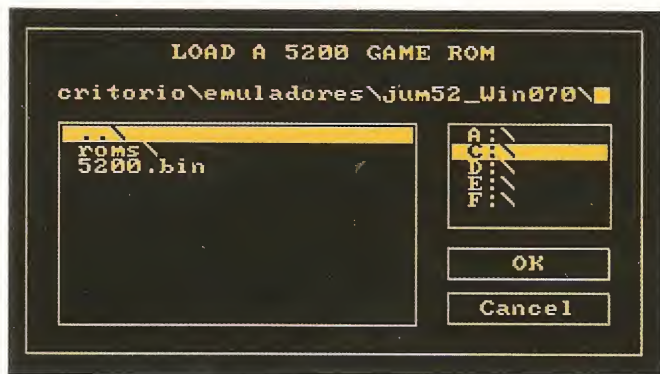 LOAD A 5200 GAME ROM
critorio\emuladores\jum52_Win070\
..\
roms\
5200.bin
A:\
C:\
D:\
E:\
F:\
OK
Cancel